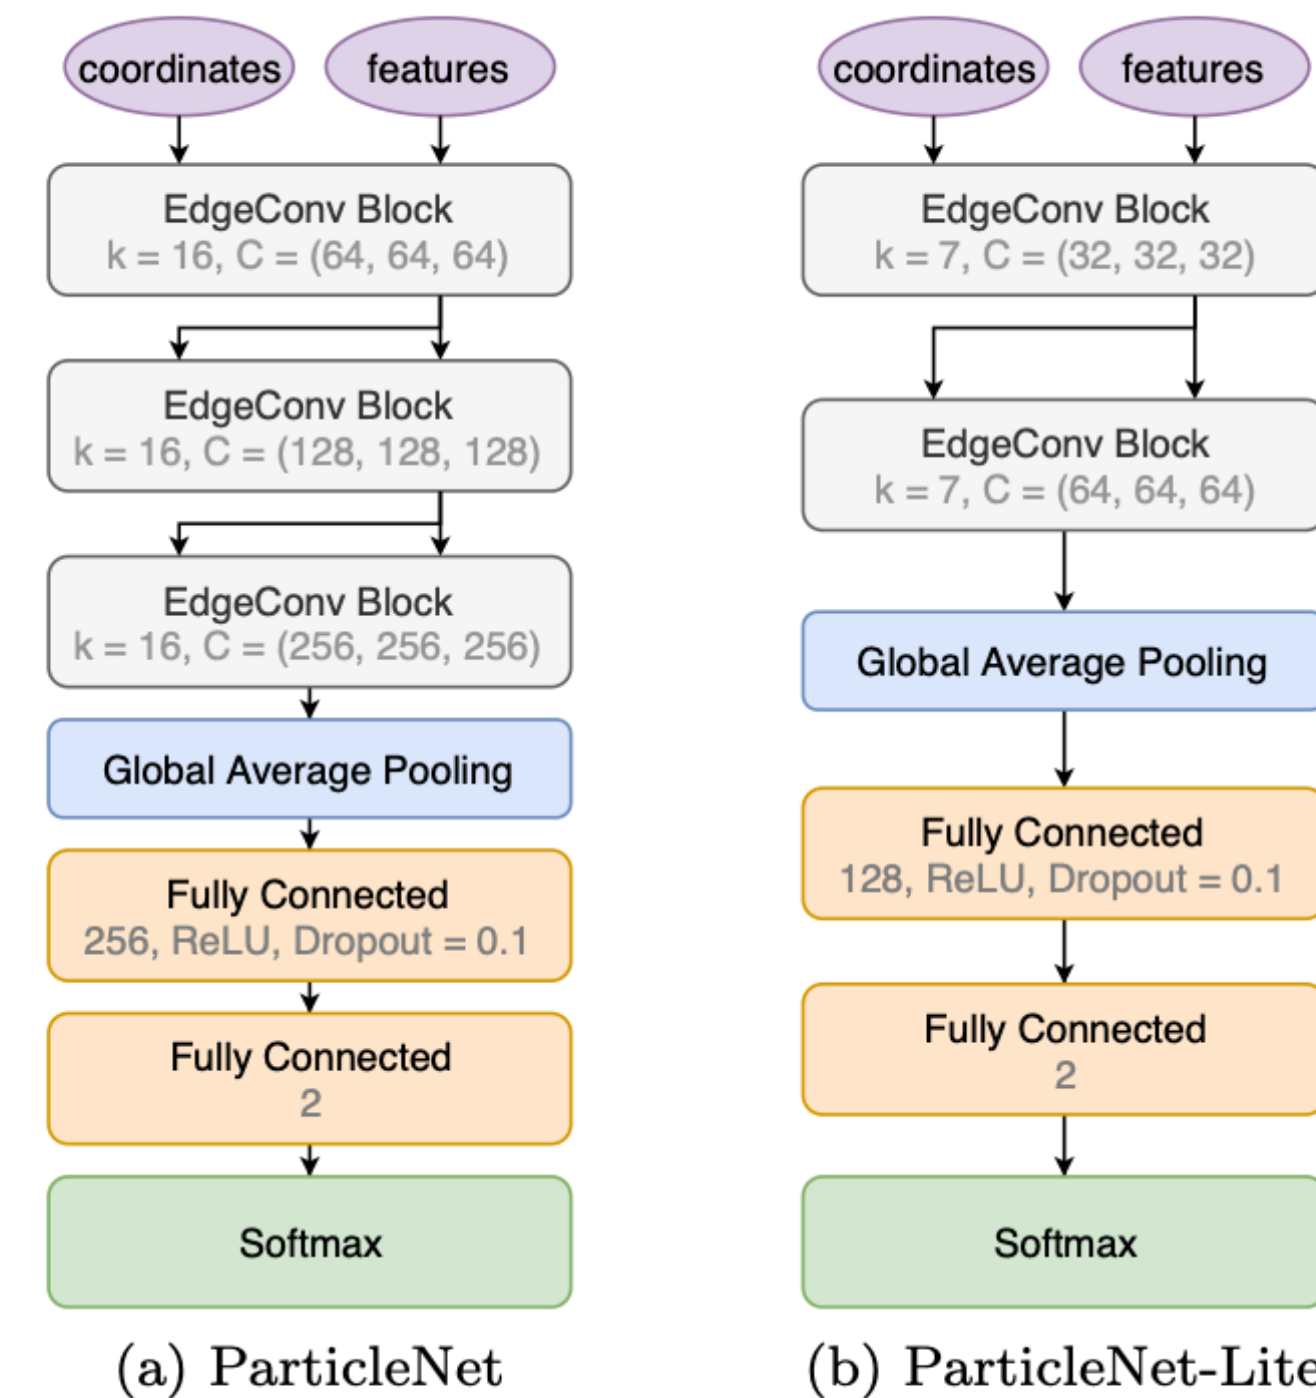 coordinates
features
EdgeConv Block
k = 16, C = (64, 64, 64)
EdgeConv Block
k = 16, C = (128, 128, 128)
EdgeConv Block
k = 16, C = (256, 256, 256)
Global Average Pooling
Fully Connected
256, ReLU, Dropout = 0.1
Fully Connected
2
Softmax
(a) ParticleNet
coordinates
features
EdgeConv Block
k = 7, C = (32, 32, 32)
EdgeConv Block
k = 7, C = (64, 64, 64)
Global Average Pooling
Fully Connected
128, ReLU, Dropout = 0.1
Fully Connected
2
Softmax
(b) ParticleNet-Lite